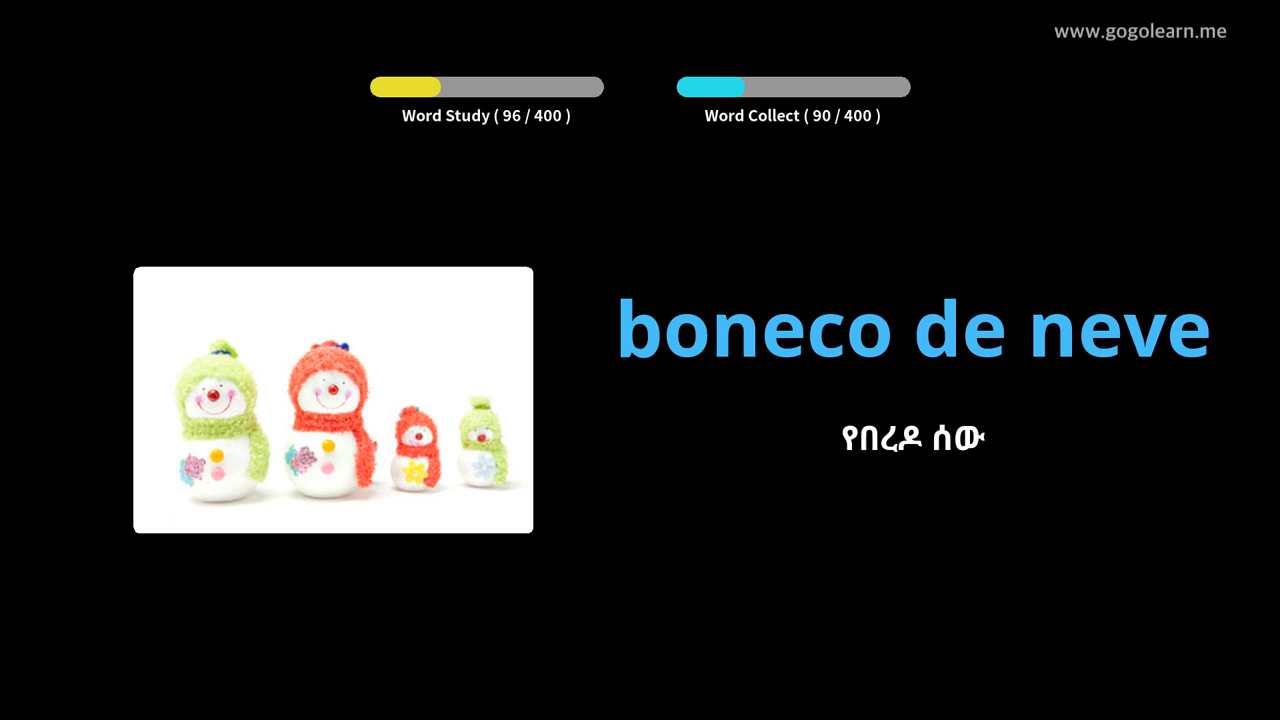 www.gogolearn.me
Word Study ( 96 / 400 )
Word Collect ( 90 / 400 )
boneco de neve
የበረዶ ሰው